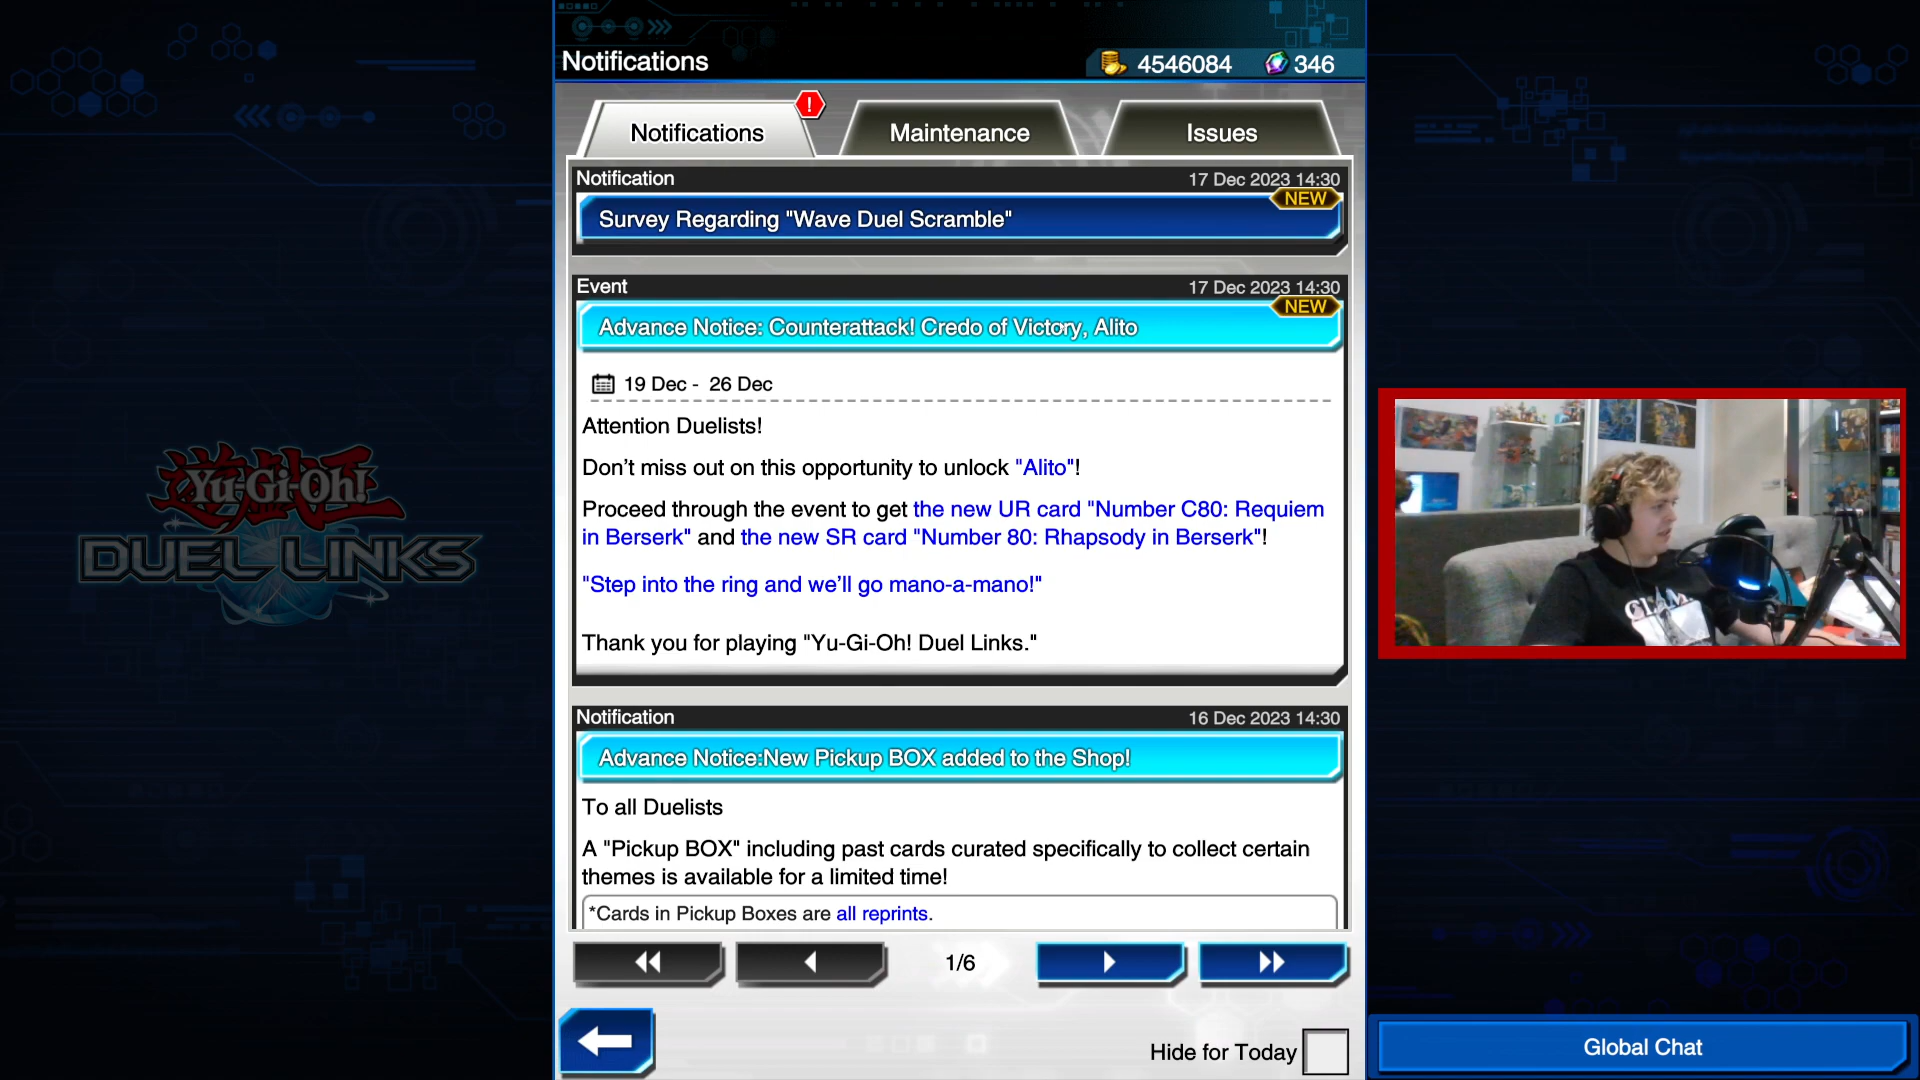 Notifications
4546084
346
Notifications
!
Maintenance
Issues
Notification
17 Dec 2023 14:30
NEW
Survey Regarding "Wave Duel Scramble"
Event
17 Dec 2023 14:30
NEW
Advance Notice: Counterattack! Credo of Victory, Alito
19 Dec - 26 Dec
Attention Duelists!
Don't miss out on this opportunity to unlock "Alito"!
Proceed through the event to get the new UR card "Number C80: Requiem
in Berserk" and the new SR card "Number 80: Rhapsody in Berserk"!
"Step into the ring and we'll go mano-a-mano!"
Thank you for playing "Yu-Gi-Oh! Duel Links."
Notification
16 Dec 2023 14:30
Advance Notice:New Pickup BOX added to the Shop!
To all Duelists
A "Pickup BOX" including past cards curated specifically to collect certain
themes is available for a limited time!
*Cards in Pickup Boxes are all reprints.
1/6
Hide for Today
Global Chat
遊戯王
Yu-Gi-Oh!
DUEL LINKS